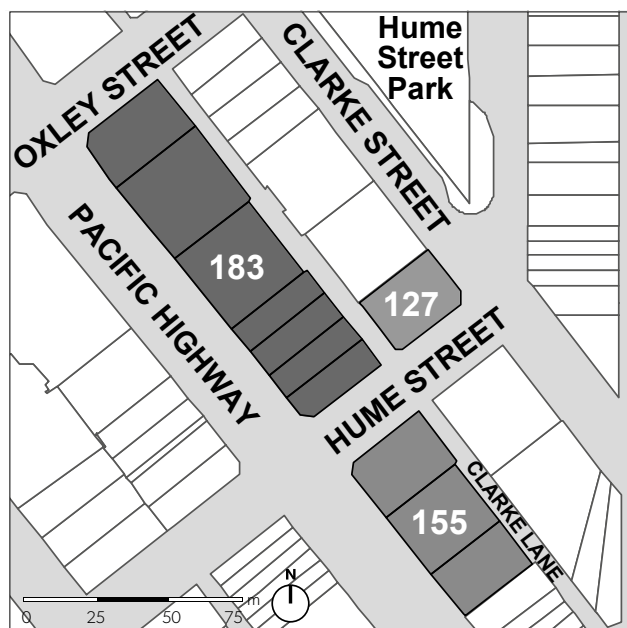 Hume
Street
Park
OXLEY STREET
CLARKE STREET
PACIFIC HIGHWAY
183
127
HUME STREET
155
CLARKE LANE
N
0 25 50 75 m